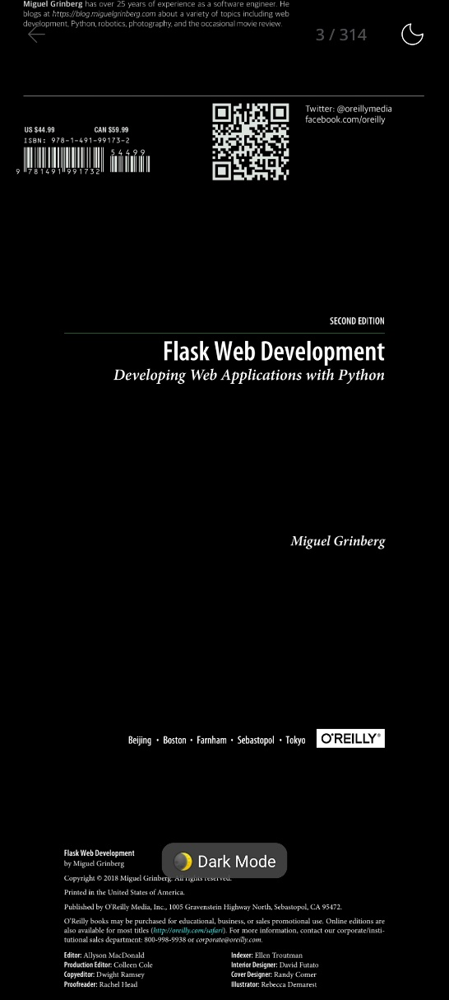 Miguel Grinberg has over 25 years of experience as a software engineer. He
blogs at https://blog.miguelgrinberg.com about a variety of topics including web
development, Python, robotics, photography, and the occasional movie review.
3 / 314
Twitter: @oreillymedia
facebook.com/oreilly
US $44.99 CAN $59.99
ISBN: 978-1-491-99173-2
54499
9 781491 991732
SECOND EDITION
Flask Web Development
Developing Web Applications with Python
Miguel Grinberg
Beijing • Boston • Farnham • Sebastopol • Tokyo O'REILLY®
Flask Web Development
by Miguel Grinberg
🌒 Dark Mode
Copyright © 2018 Miguel Grinberg. All rights reserved.
Printed in the United States of America.
Published by O'Reilly Media, Inc., 1005 Gravenstein Highway North, Sebastopol, CA 95472.
O'Reilly books may be purchased for educational, business, or sales promotional use. Online editions are
also available for most titles (http://oreilly.com/safari). For more information, contact our corporate/insti-
tutional sales department: 800-998-9938 or corporate@oreilly.com.
Editor: Allyson MacDonald Indexer: Ellen Troutman
Production Editor: Colleen Cole Interior Designer: David Futato
Copyeditor: Dwight Ramsey Cover Designer: Randy Comer
Proofreader: Rachel Head Illustrator: Rebecca Demarest